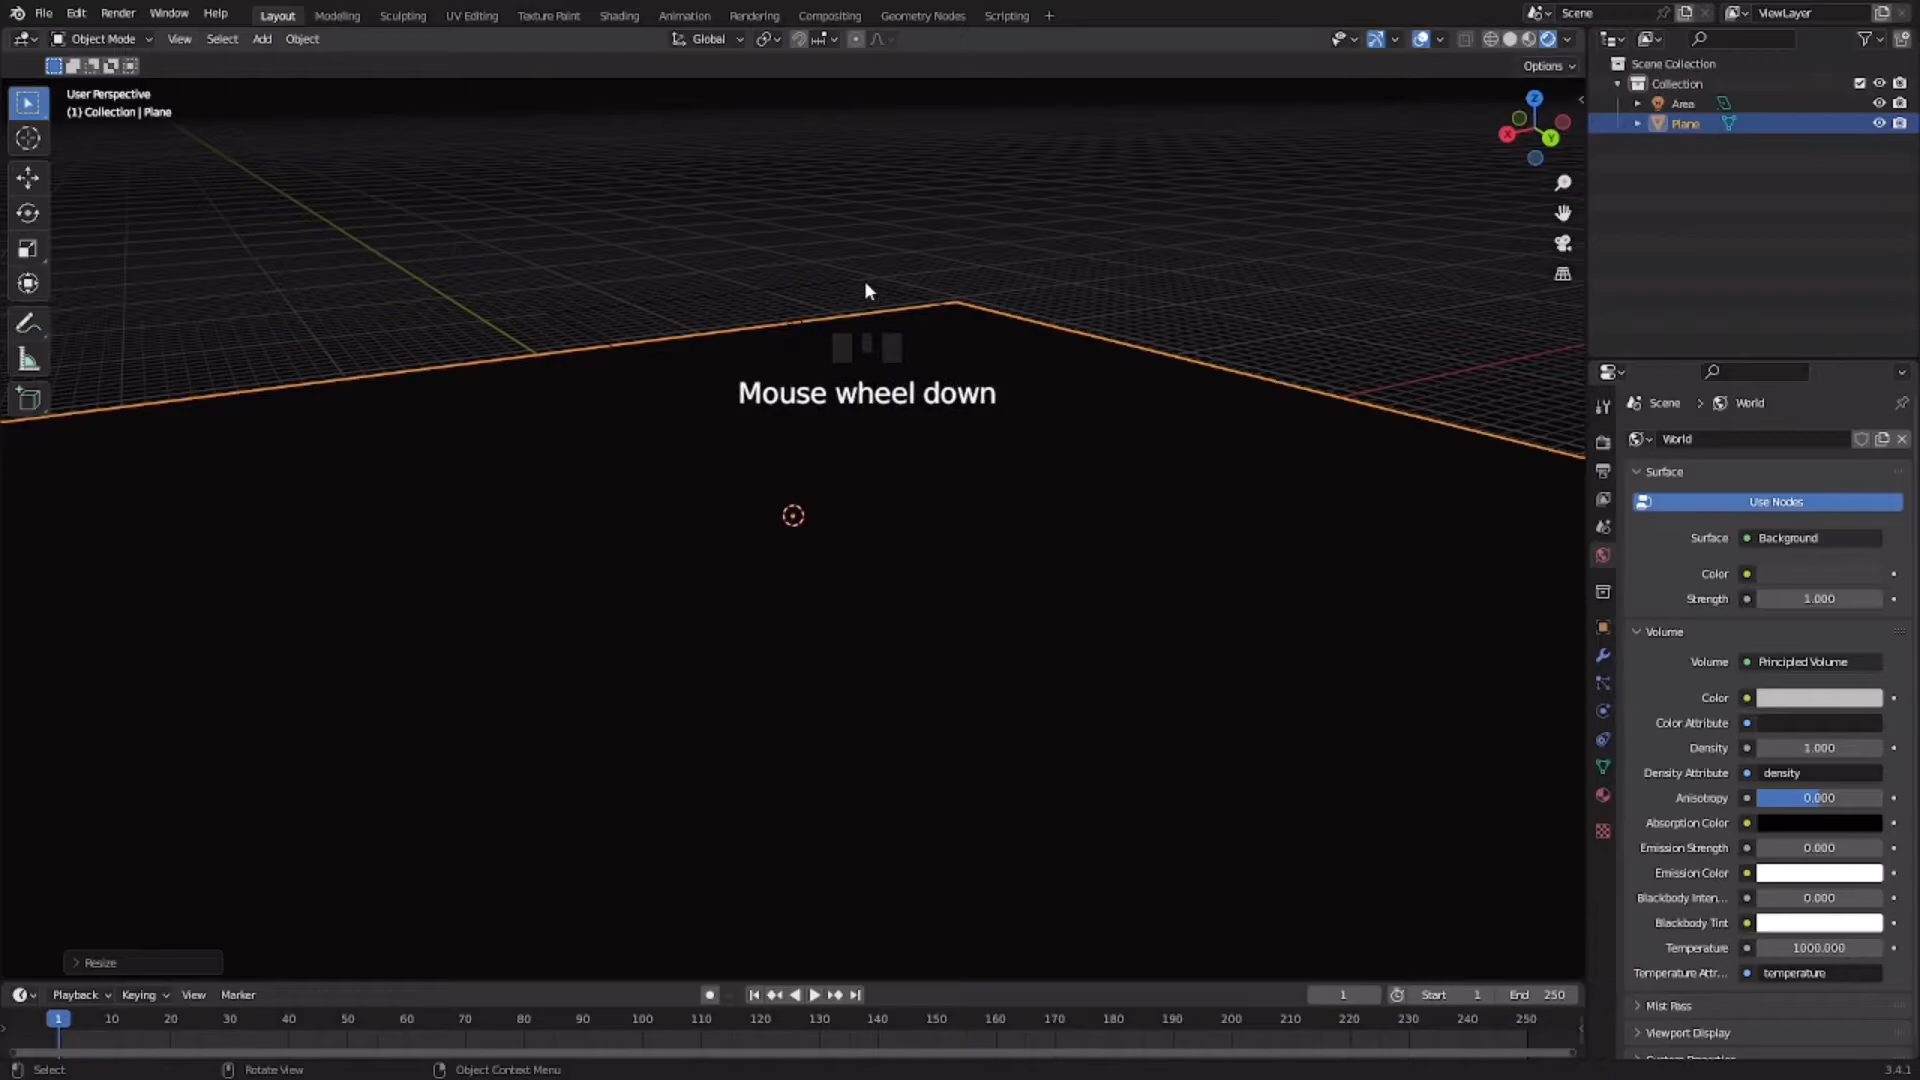 File Edit Render Window Help Layout Modeling Sculpting UV Editing Texture Paint Shading Animation Rendering Compositing Geometry Nodes Scripting + Scene ViewLayer
Object Mode View Select Add Object Global
Options
User Perspective
(1) Collection | Plane
Z
X
Y
Mouse wheel down
Resize
Scene Collection
Collection
Area
Plane
Scene > World
World
Surface
Use Nodes
Surface Background
Color
Strength 1.000
Volume
Volume Principled Volume
Color
Color Attribute
Density 1.000
Density Attribute density
Anisotropy 0.000
Absorption Color
Emission Strength 0.000
Emission Color
Blackbody Inten... 0.000
Blackbody Tint
Temperature 1000.000
Temperature Attr... temperature
Mist Pass
Viewport Display
Playback Keying View Marker 1 Start 1 End 250
1 10 20 30 40 50 60 70 80 90 100 110 120 130 140 150 160 170 180 190 200 210 220 230 240 250
Select Rotate View Object Context Menu 3.4.1